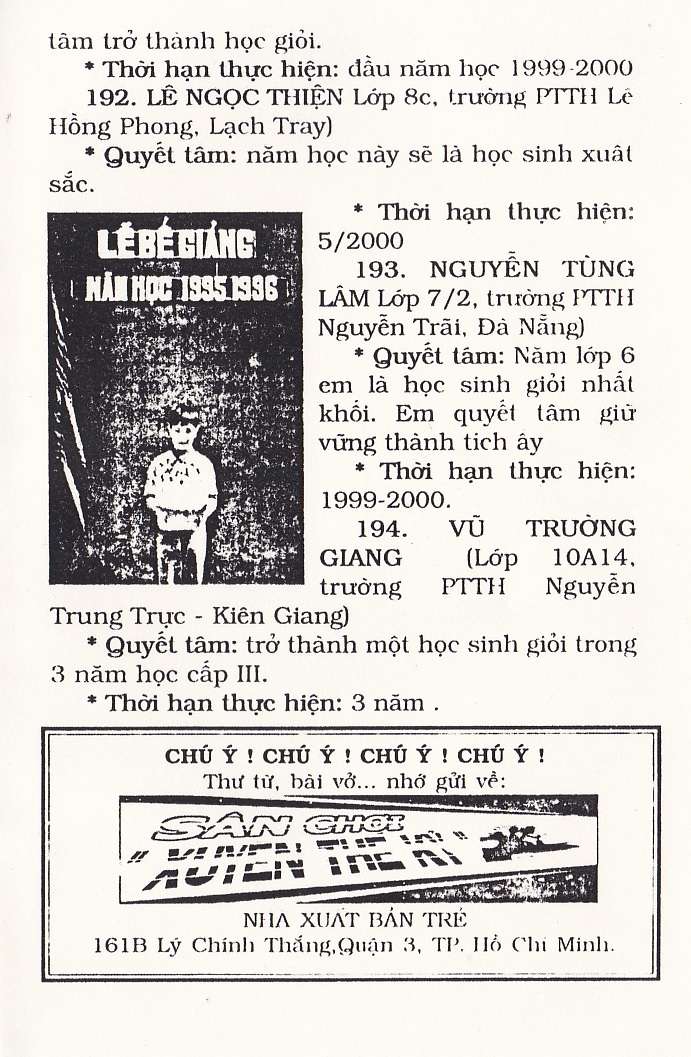 tâm trở thành học giỏi.
* Thời hạn thực hiện: đầu năm học 1999-2000
192. LÊ NGỌC THIỆN Lớp 8c, trường PTTH Lê
Hồng Phong, Lạch Tray)
* Quyết tâm: năm học này sẽ là học sinh xuất
sắc.
* Thời hạn thực hiện:
5/2000
LỄ BẾ GIẢNG
NĂM HỌC 1995 1996
193. NGUYỄN TÙNG
LÂM Lớp 7/2, trường PTTH
Nguyễn Trãi, Đà Nẵng)
* Quyết tâm: Năm lớp 6
em là học sinh giỏi nhất
khối. Em quyết tâm giữ
vững thành tích ấy
* Thời hạn thực hiện:
1999-2000.
194. VŨ TRƯỜNG
GIANG (Lớp 10A14,
trường PTTH Nguyễn
Trung Trực - Kiên Giang)
* Quyết tâm: trở thành một học sinh giỏi trong
3 năm học cấp III.
* Thời hạn thực hiện: 3 năm .
CHÚ Ý ! CHÚ Ý ! CHÚ Ý ! CHÚ Ý !
Thư từ, bài vở... nhớ gửi về:
SÂN CHƠI
"XUYÊN THẾ KỶ"
NHÀ XUẤT BẢN TRẺ
161B Lý Chính Thắng,Quận 3, TP. Hồ Chí Minh.